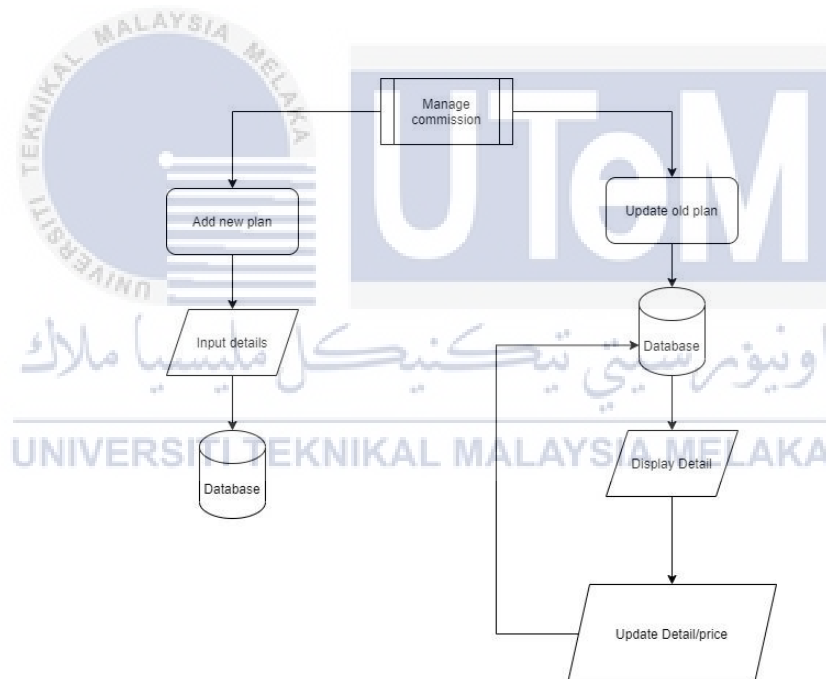 UNIVERSITI TEKNIKAL MALAYSIA MELAKA
UTeM
Manage
commission
Add new plan
Update old plan
Input details
Database
اونيۏرسيتي تيكنيكل مليسيا ملاك
UNIVERSITI TEKNIKAL MALAYSIA MELAKA
Database
Display Detail
Update Detail/price